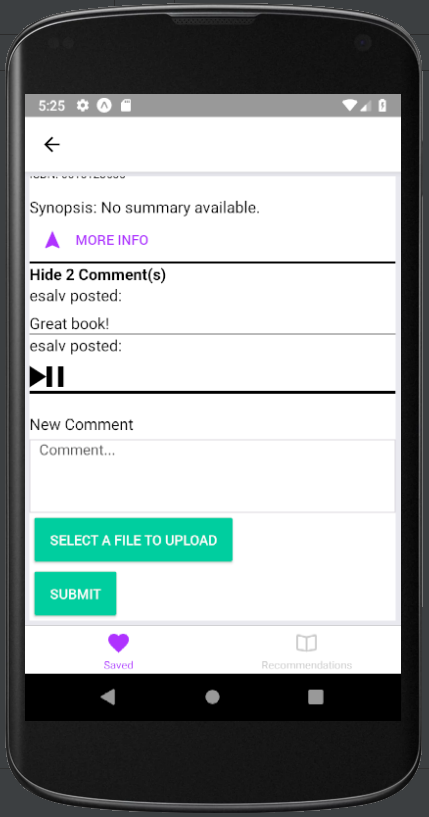 5:25
Synopsis: No summary available.
MORE INFO
Hide 2 Comment(s)
esalv posted:
Great book!
esalv posted:
New Comment
Comment...
SELECT A FILE TO UPLOAD
SUBMIT
Saved
Recommendations